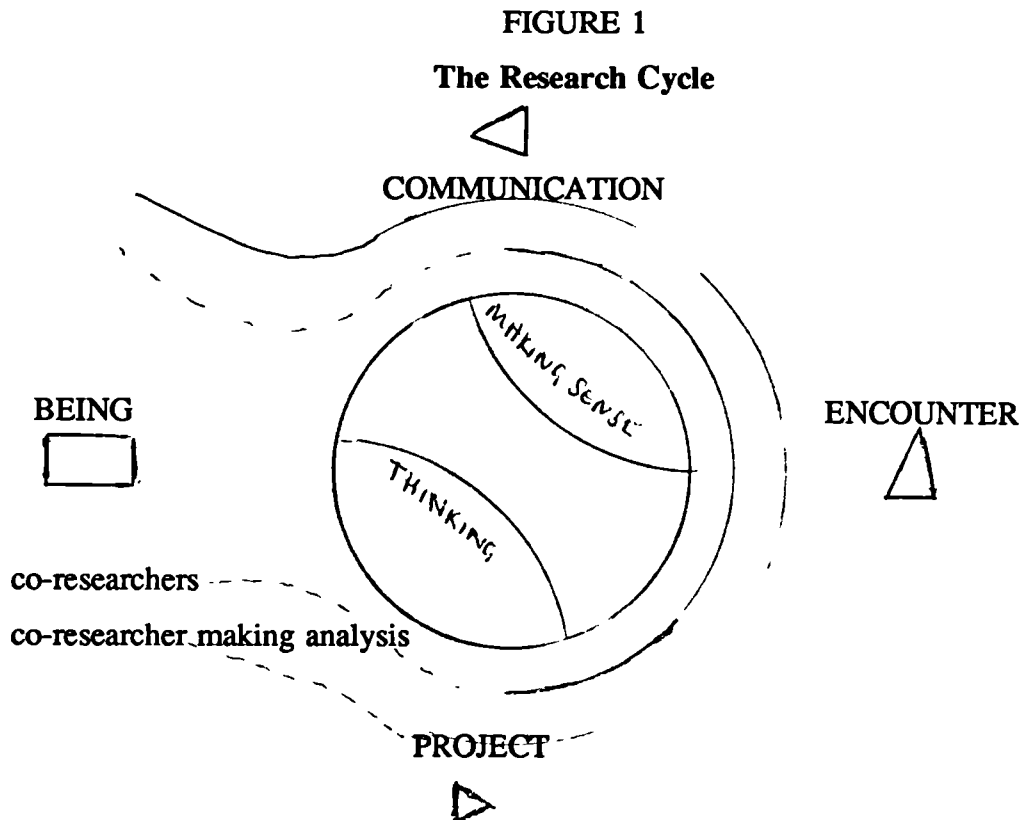 FIGURE 1
The Research Cycle
COMMUNICATION
MAKING SENSE
BEING
ENCOUNTER
THINKING
co-researchers
co-researcher making analysis
PROJECT